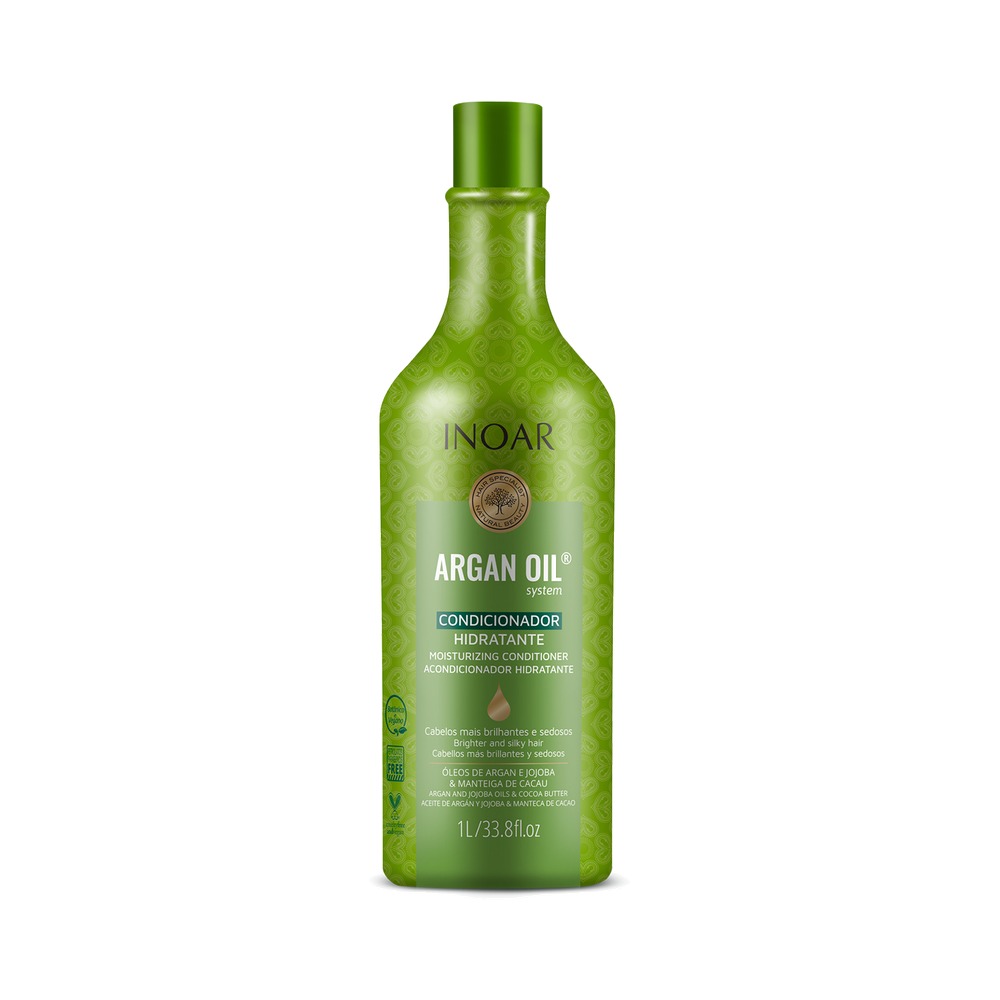 INOAR
HAIR SPECIALIST
NATURAL BEAUTY
ARGAN OIL®
system
CONDICIONADOR
HIDRATANTE
MOISTURIZING CONDITIONER
ACONDICIONADOR HIDRATANTE
Cabelos mais brilhantes e sedosos
Brighter and silky hair
Cabellos más brillantes y sedosos
ÓLEOS DE ARGAN E JOJOBA
& MANTEIGA DE CACAU
ARGAN AND JOJOBA OILS & COCOA BUTTER
ACEITE DE ARGÁN Y JOJOBA & MANTECA DE CACAO
1L/33.8fl.oz
Vegano
FREE